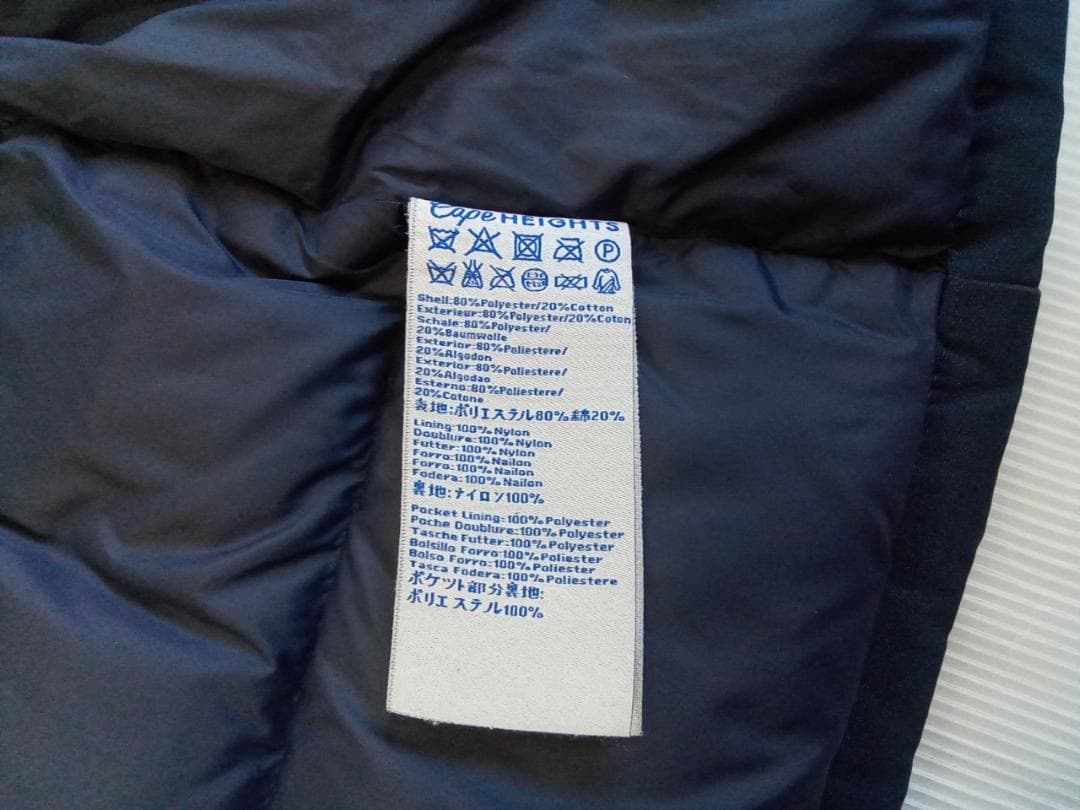 Cape HEIGHTS
P
Shell:80%Polyester/20%Cotton
Exterieur:80%Polyester/20%Coton
Schale:80%Polyester/
20%Baumwolle
Exterior:80%Poliestere/
20%Algodon
Exterior:80%Poliestere/
20%Algodao
Esterno:80%Poliestere/
20%Cotone
表地:ポリエステル80%綿20%
Lining:100%Nylon
Doublure:100%Nylon
Futter:100%Nylon
Forro:100%Nailon
Forro:100%Nailon
Fodera:100%Nailon
裏地:ナイロン100%
Pocket Lining:100%Polyester
Poche Doublure:100%Polyester
Tasche Futter:100%Polyester
Bolsillo Forro:100%Poliester
Bolso Forro:100%Poliester
Tasca Fodera:100%Poliestere
ポケット部分裏地:
ポリエステル100%